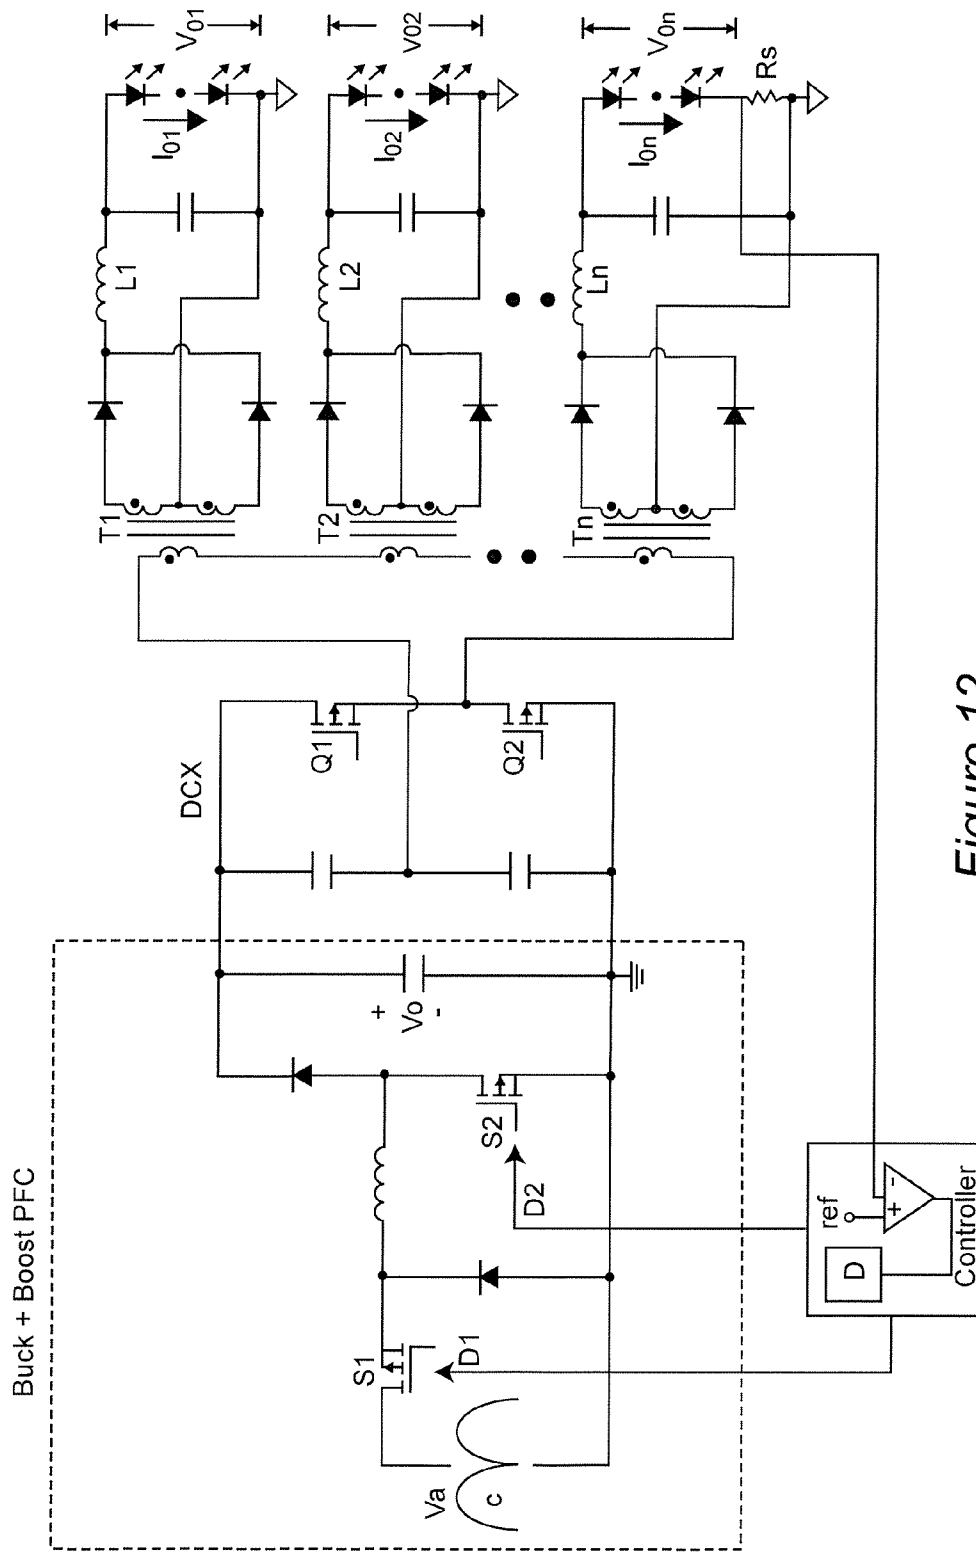 Buck + Boost PFC
Va
c
S1
D1
S2
D2
+
Vo
-
DCX
Q1
Q2
T1
T2
Tn
L1
L2
Ln
I01
I02
I0n
V01
V02
V0n
Rs
ref
+
-
D
Controller
Figure 12